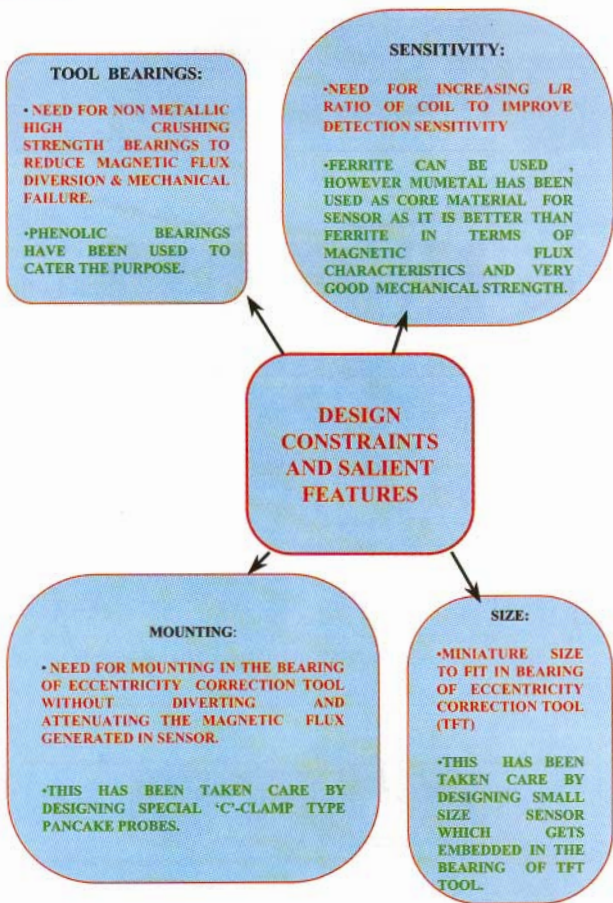 TOOL BEARINGS:
•NEED FOR NON METALLIC
HIGH CRUSHING
STRENGTH BEARINGS TO
REDUCE MAGNETIC FLUX
DIVERSION & MECHANICAL
FAILURE.
•PHENOLIC BEARINGS
HAVE BEEN USED TO
CATER THE PURPOSE.
SENSITIVITY:
•NEED FOR INCREASING L/R
RATIO OF COIL TO IMPROVE
DETECTION SENSITIVITY
•FERRITE CAN BE USED ,
HOWEVER MUMETAL HAS BEEN
USED AS CORE MATERIAL FOR
SENSOR AS IT IS BETTER THAN
FERRITE IN TERMS OF
MAGNETIC FLUX
CHARACTERISTICS AND VERY
GOOD MECHANICAL STRENGTH.
DESIGN
CONSTRAINTS
AND SALIENT
FEATURES
MOUNTING:
•NEED FOR MOUNTING IN THE BEARING
OF ECCENTRICITY CORRECTION TOOL
WITHOUT DIVERTING AND
ATTENUATING THE MAGNETIC FLUX
GENERATED IN SENSOR.
•THIS HAS BEEN TAKEN CARE BY
DESIGNING SPECIAL ‘C’-CLAMP TYPE
PANCAKE PROBES.
SIZE:
•MINIATURE SIZE
TO FIT IN BEARING
OF ECCENTRICITY
CORRECTION TOOL
(TFT)
•THIS HAS BEEN
TAKEN CARE BY
DESIGNING SMALL
SIZE SENSOR
WHICH GETS
EMBEDDED IN THE
BEARING OF TFT
TOOL.